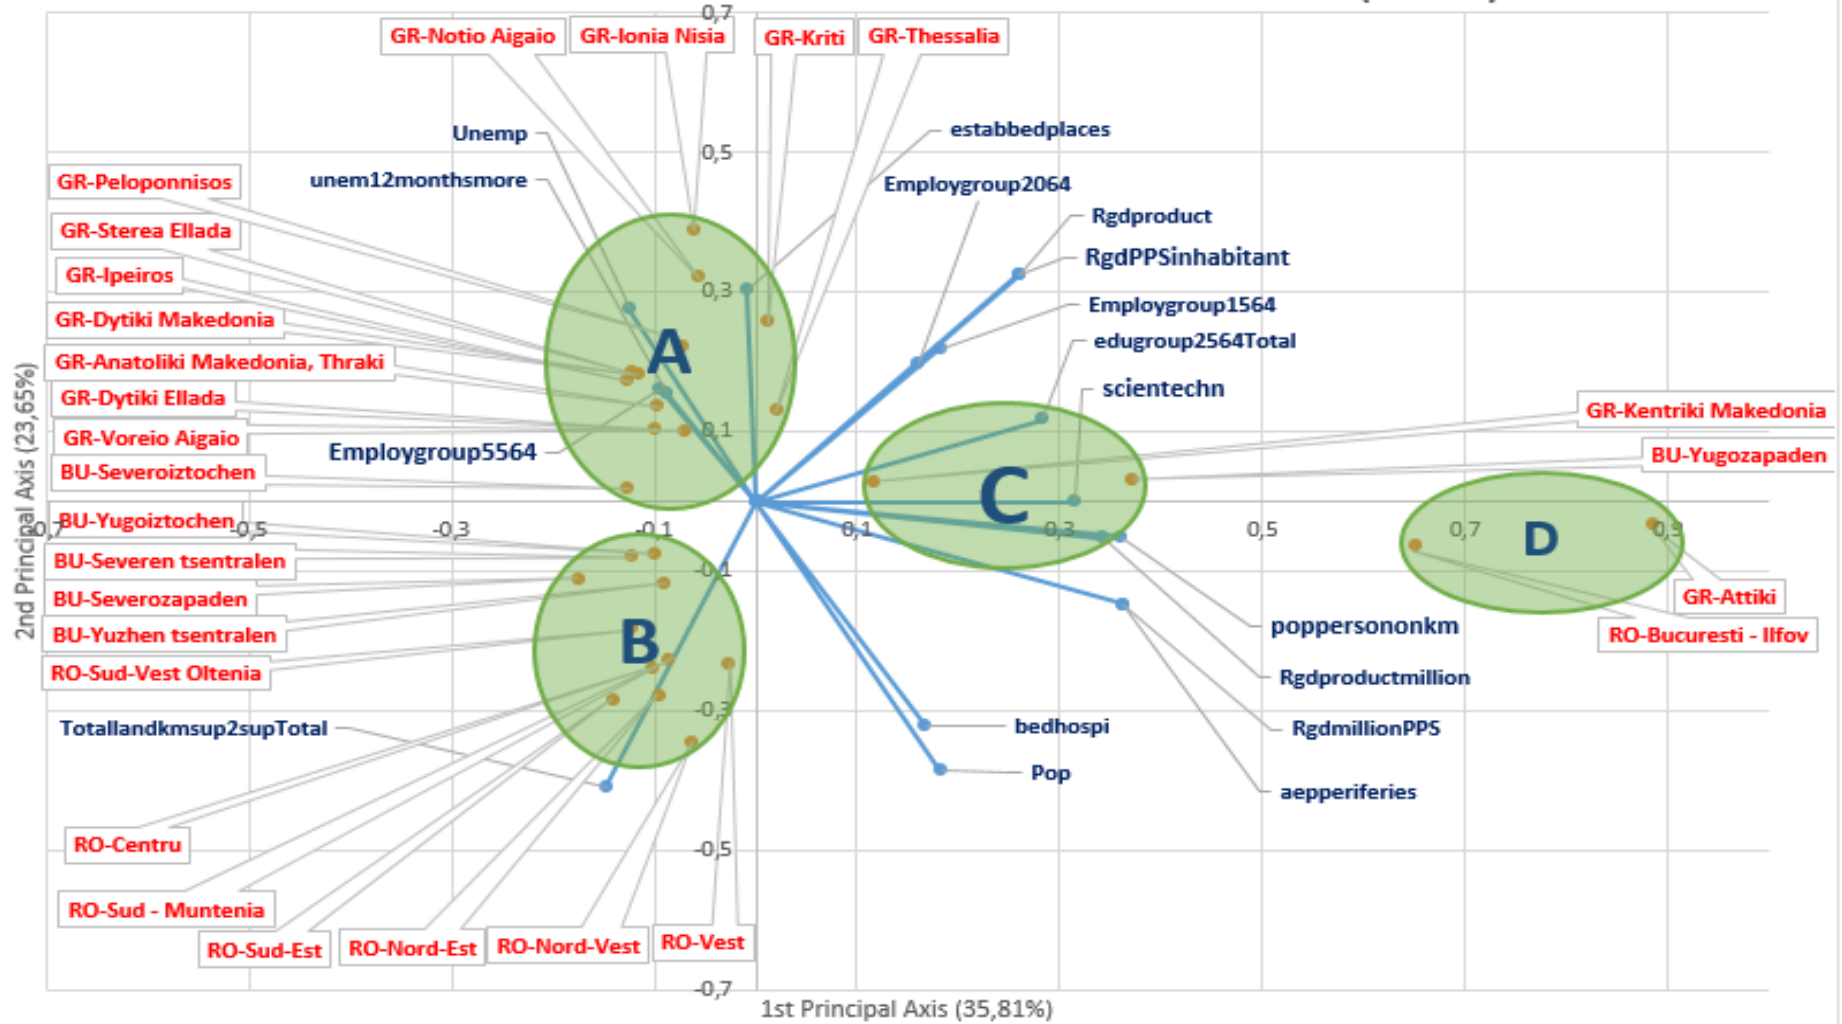 0,7
GR-Notio Aigaio GR-Ionia Nisia GR-Kriti GR-Thessalia
Unemp
estabbedplaces
0,5
unem12monthsmore
Employgroup2064
GR-Peloponnisos
Rgdproduct
GR-Sterea Ellada
RgdPPSinhabitant
GR-Ipeiros
0,3
Employgroup1564
GR-Dytiki Makedonia
edugroup2564Total
A
GR-Anatoliki Makedonia, Thraki
scientechn
GR-Dytiki Ellada
GR-Kentriki Makedonia
0,1
GR-Voreio Aigaio
Employgroup5564
BU-Yugozapaden
BU-Severoiztochen
C
BU-Yugoiztochen
-0,7 -0,5 -0,3 -0,1 0,1 0,3 0,5 0,7 0,9
D
BU-Severen tsentralen
-0,1
BU-Severozapaden
GR-Attiki
BU-Yuzhen tsentralen
B
poppersononkm
RO-Bucuresti - Ilfov
RO-Sud-Vest Oltenia
Rgdproductmillion
-0,3
Totallandkmsup2supTotal
bedhospi
RgdmillionPPS
Pop
aepperiferies
RO-Centru
-0,5
RO-Sud - Muntenia
RO-Sud-Est RO-Nord-Est RO-Nord-Vest RO-Vest
-0,7
1st Principal Axis (35,81%)
2nd Principal Axis (23,65%)